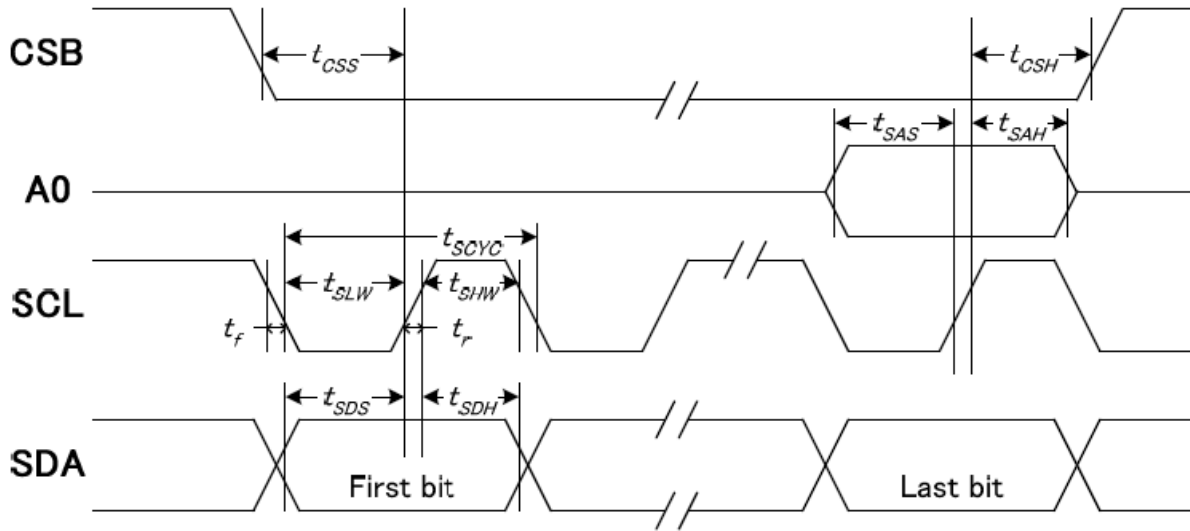 CSB
tCSS
tCSH
A0
tSAS
tSAH
SCL
tSCYC
tSLW
tSHW
tf
tr
SDA
tSDS
tSDH
First bit
Last bit